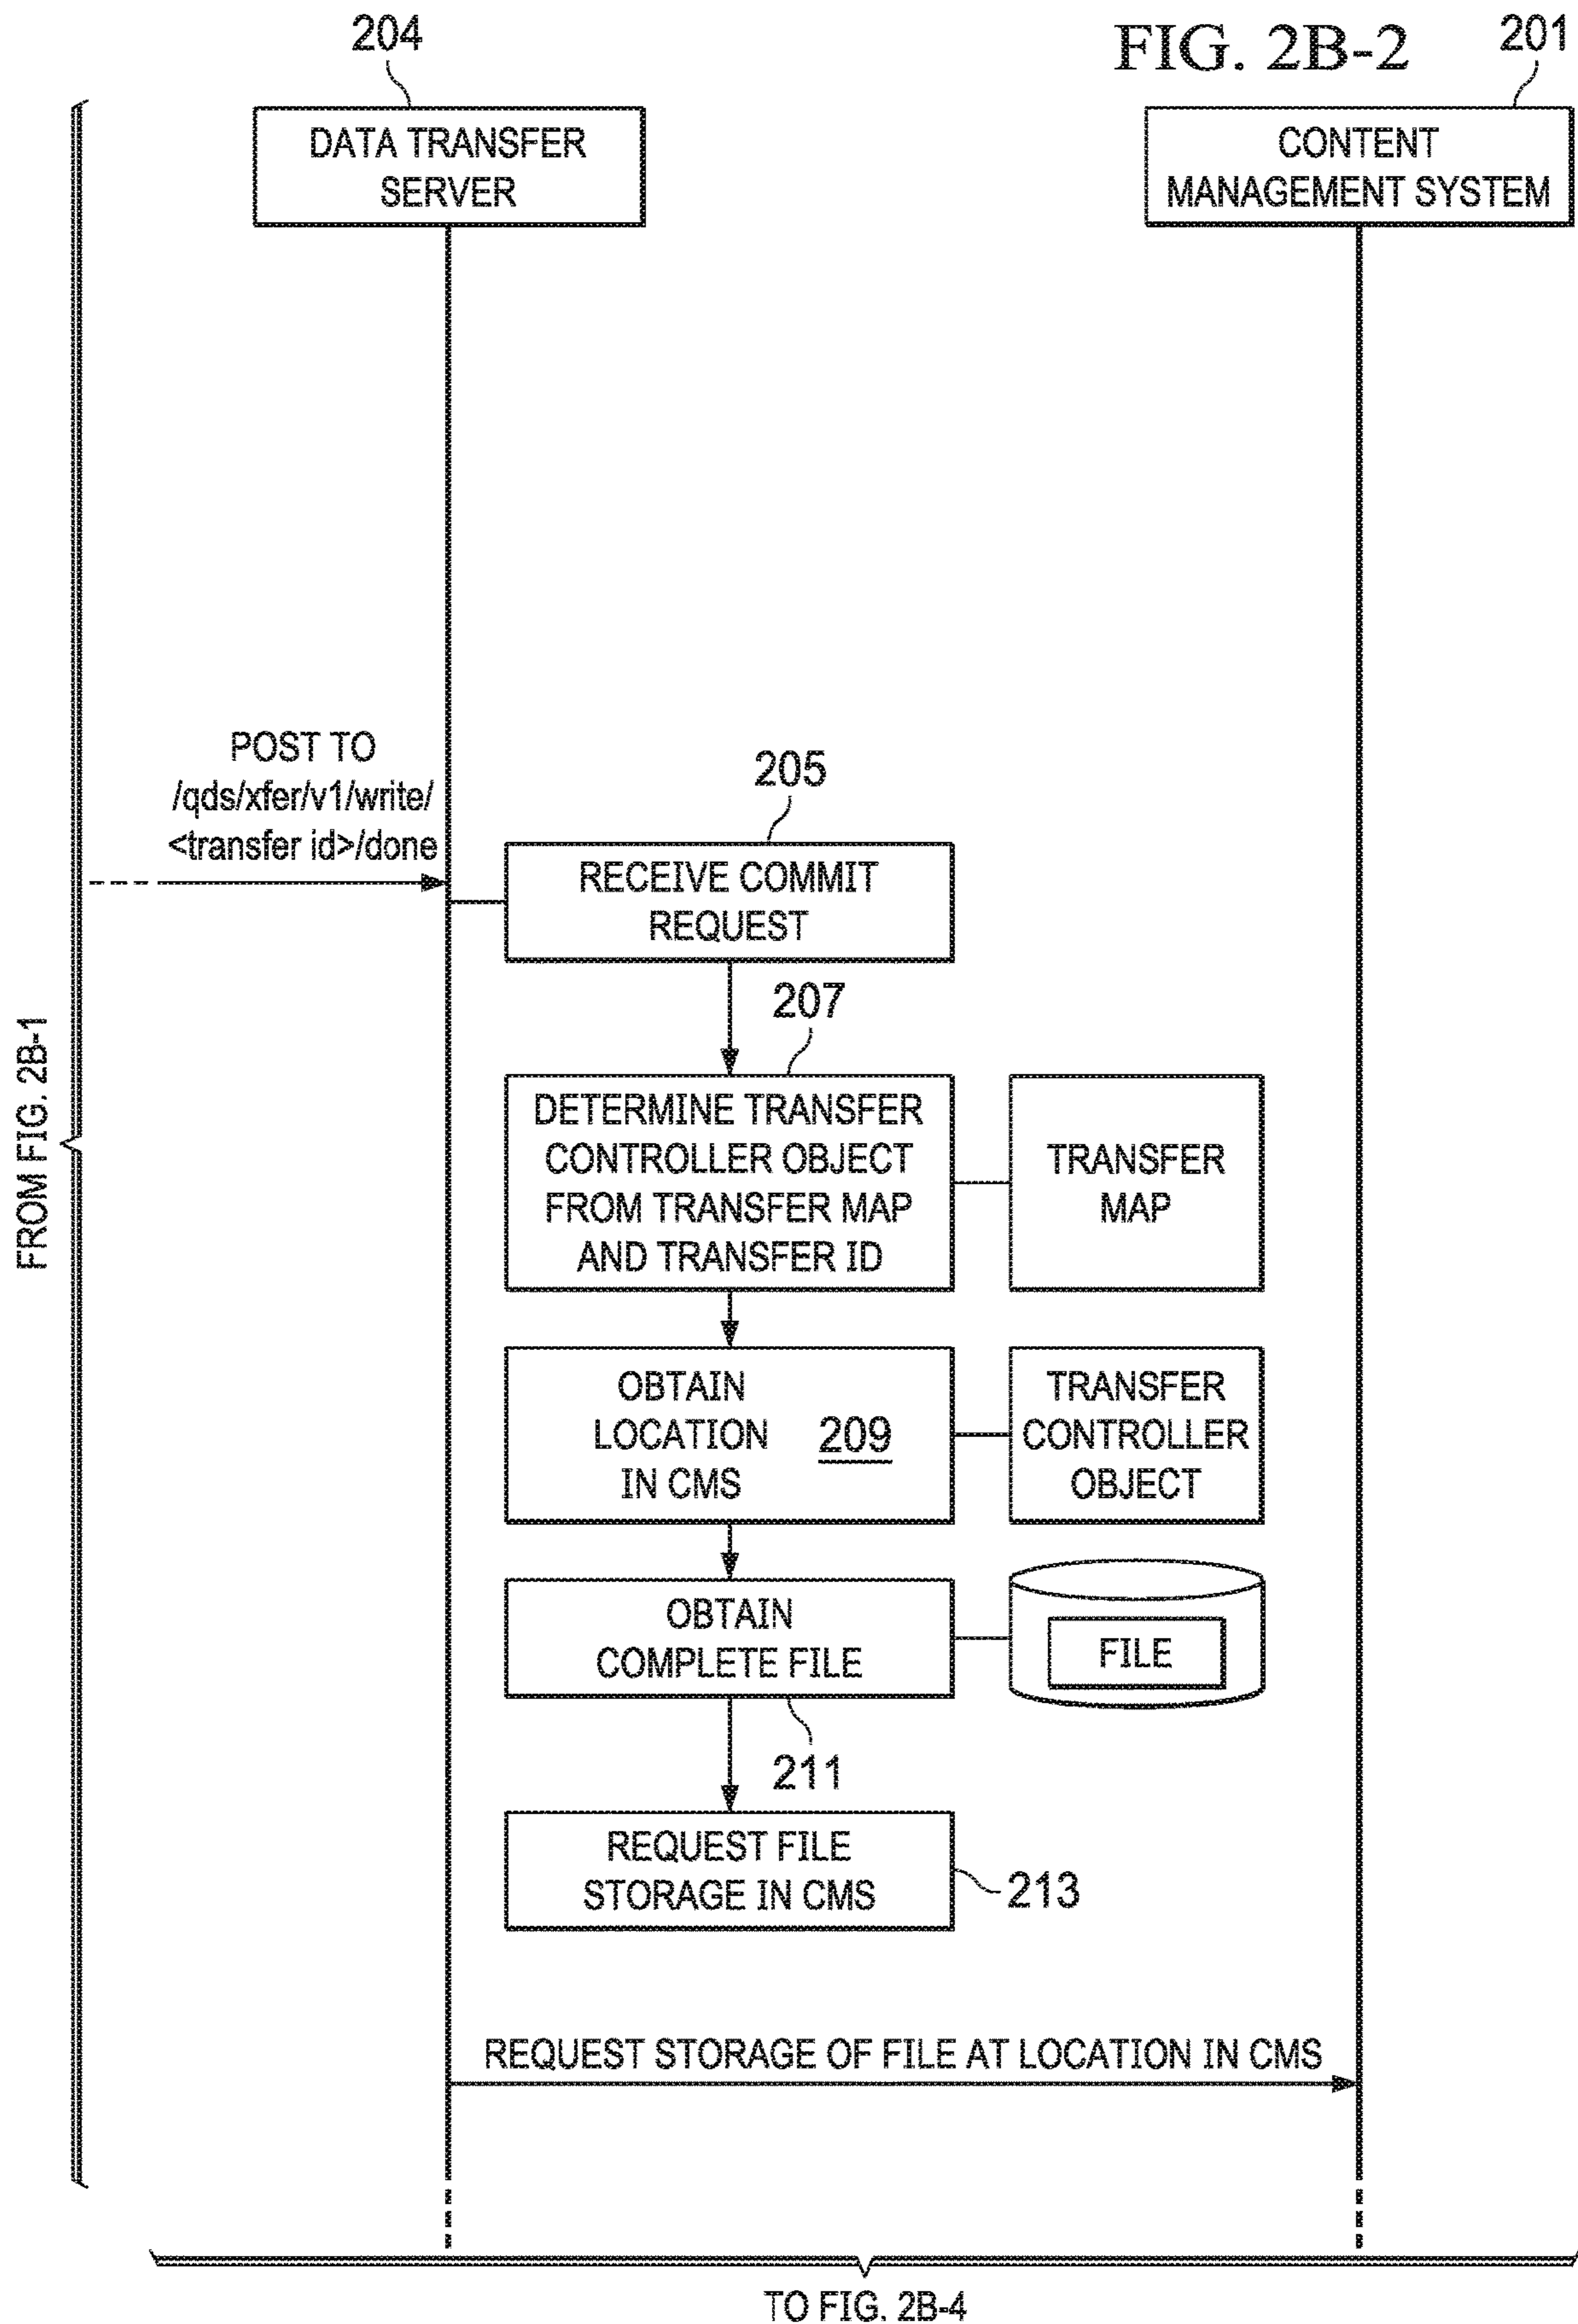 204
FIG. 2B-2
201
DATA TRANSFER
SERVER
CONTENT
MANAGEMENT SYSTEM
POST TO
/qds/xfer/v1/write/
<transfer id>/done
205
RECEIVE COMMIT
REQUEST
207
FROM FIG. 2B-1
DETERMINE TRANSFER
CONTROLLER OBJECT
FROM TRANSFER MAP
AND TRANSFER ID
TRANSFER
MAP
OBTAIN
LOCATION
IN CMS
209
TRANSFER
CONTROLLER
OBJECT
OBTAIN
COMPLETE FILE
FILE
211
REQUEST FILE
STORAGE IN CMS
213
REQUEST STORAGE OF FILE AT LOCATION IN CMS
TO FIG. 2B-4